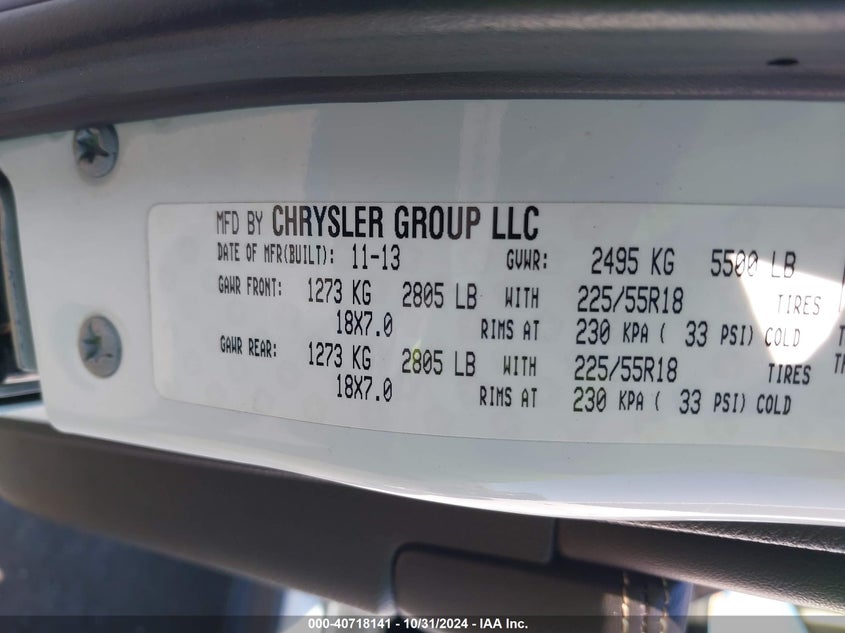 MFD BY CHRYSLER GROUP LLC
DATE OF MFR(BUILT): 11-13 GVWR: 2495 KG 5500 LB
GAWR FRONT: 1273 KG 2805 LB WITH 225/55R18 TIRES
18X7.0 RIMS AT 230 KPA ( 33 PSI) COLD
GAWR REAR: 1273 KG 2805 LB WITH 225/55R18 TIRES
18X7.0 RIMS AT 230 KPA ( 33 PSI) COLD
000-40718141 - 10/31/2024 - IAA Inc.